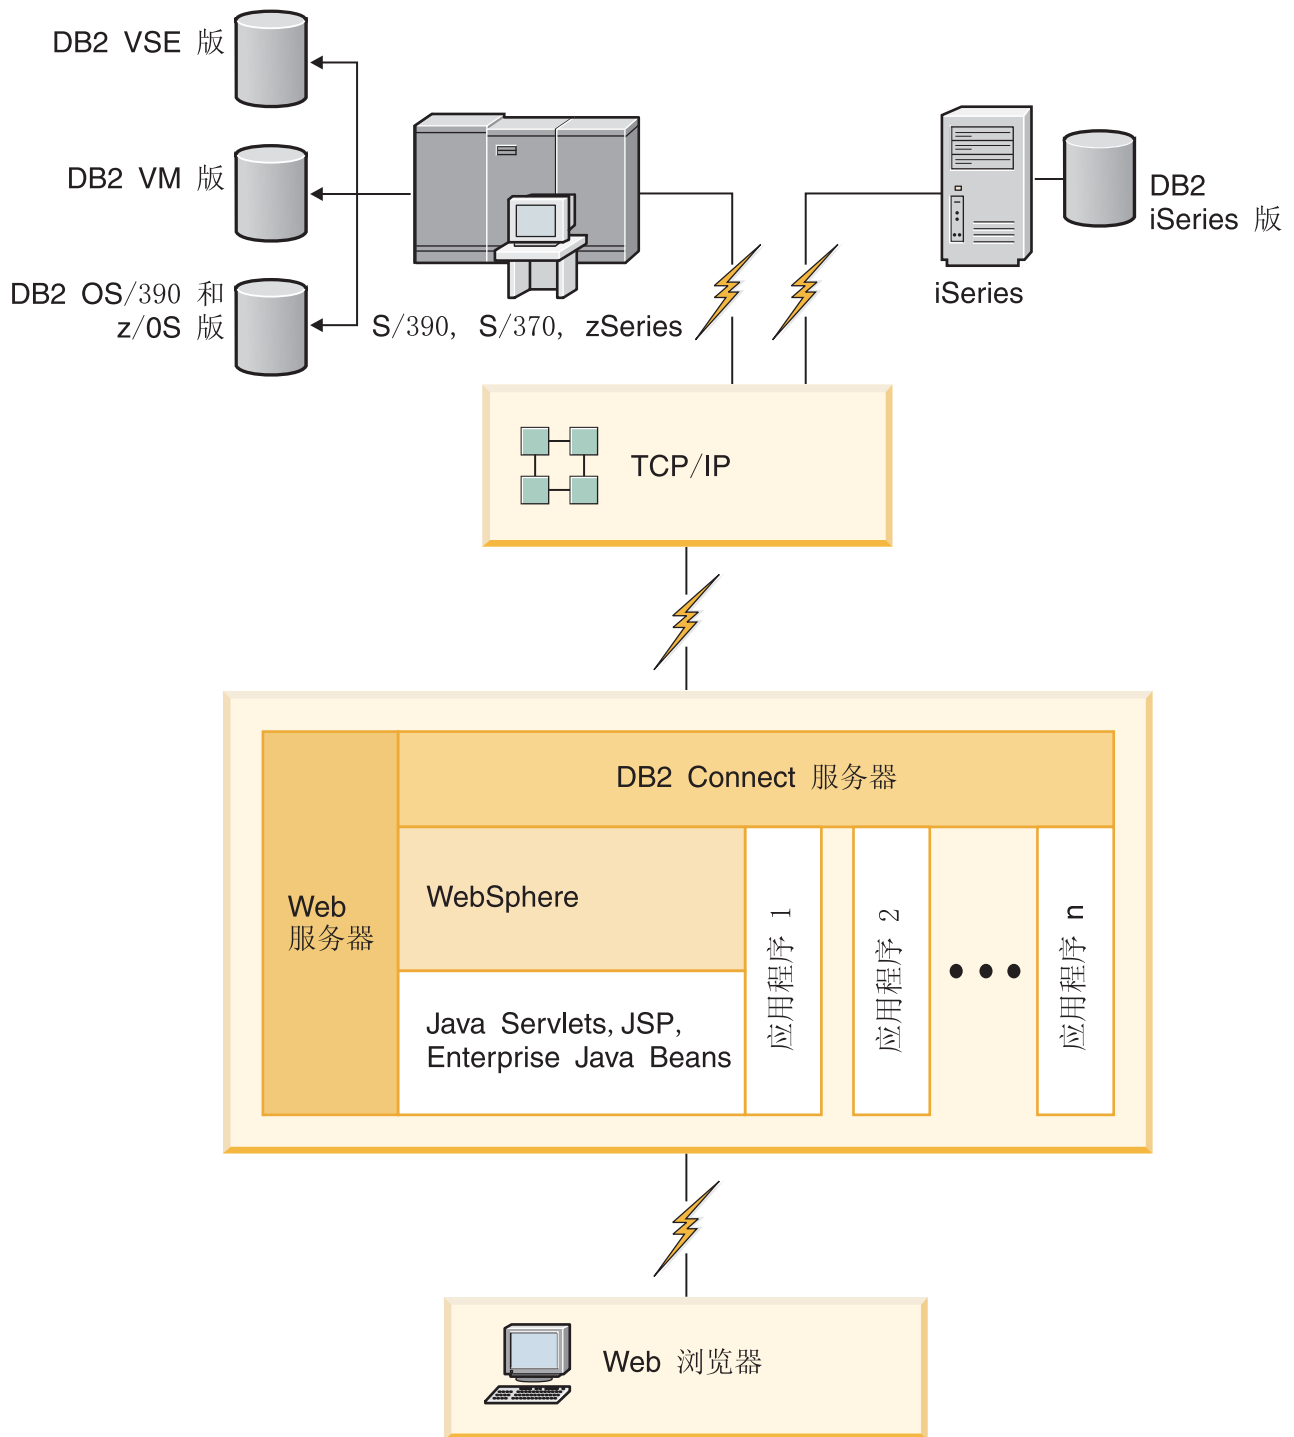 DB2 VSE 版
DB2 VM 版
DB2 OS/390 和
z/0S 版
S/390, S/370, zSeries
iSeries
DB2
iSeries 版
TCP/IP
DB2 Connect 服务器
Web
服务器
WebSphere
Java Servlets, JSP,
Enterprise Java Beans
应用程序 1
应用程序 2
应用程序 n
Web 浏览器